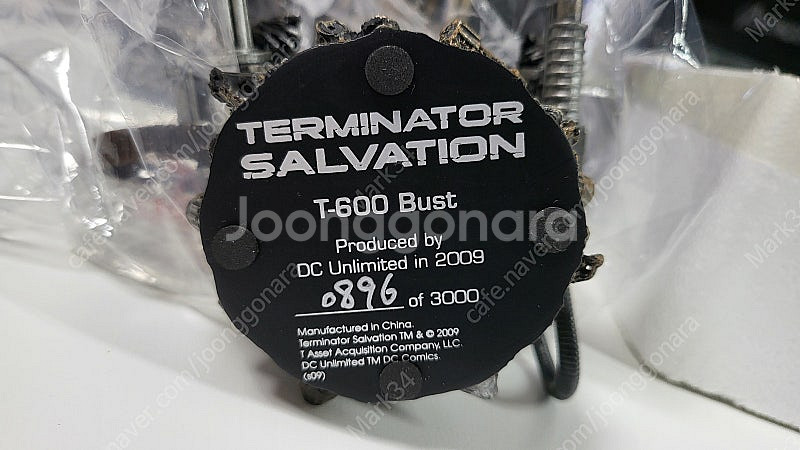 TERMINATOR
SALVATION
T-600 Bust
Joonggonara
Produced by
DC Unlimited in 2009
0896 of 3000
Manufactured in China.
Terminator Salvation TM & © 2009
T Asset Acquisition Company, LLC.
DC Unlimited TM DC Comics.
(s09)
cafe.naver.com/joonggonara
Mark34